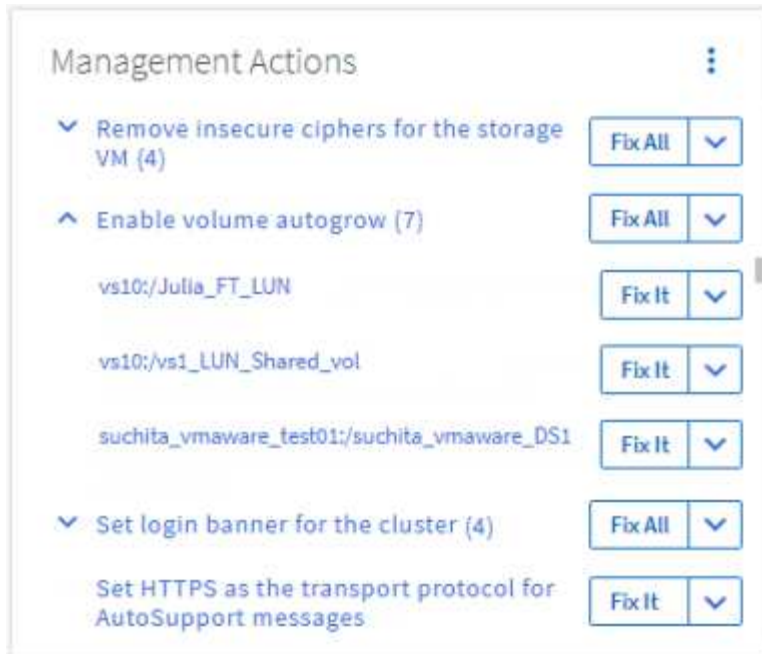 Management Actions
Remove insecure ciphers for the storage
VM (4)
Fix All
Enable volume autogrow (7)
Fix All
vs10:/Julia_FT_LUN
Fix It
vs10:/vs1_LUN_Shared_vol
Fix It
suchita_vmaware_test01:/suchita_vmaware_DS1
Fix It
Set login banner for the cluster (4)
Fix All
Set HTTPS as the transport protocol for
AutoSupport messages
Fix It